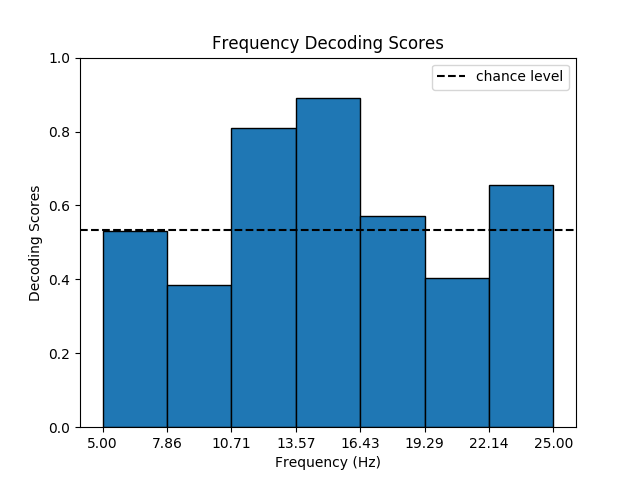 Frequency Decoding Scores
chance level
1.0
0.8
0.6
0.4
0.2
0.0
Decoding Scores
5.00 7.86 10.71 13.57 16.43 19.29 22.14 25.00
Frequency (Hz)